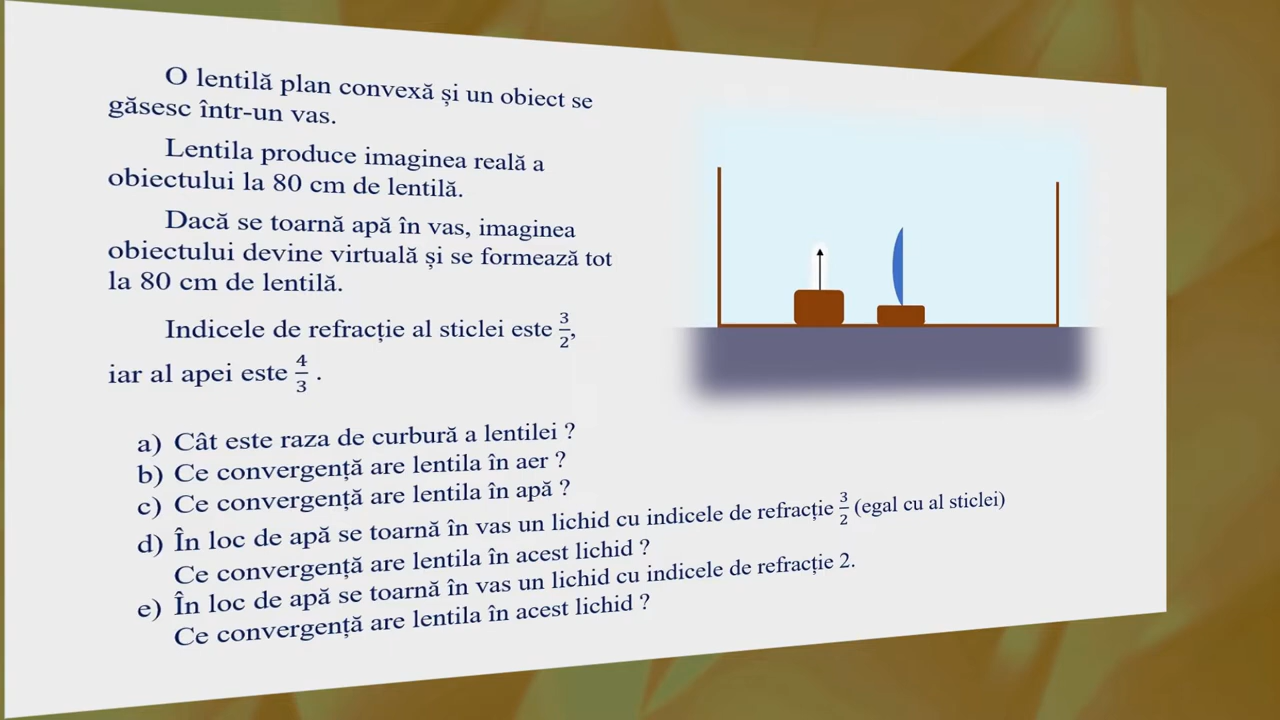 O lentilă plan convexă și un obiect se
găsesc într-un vas.
Lentila produce imaginea reală a
obiectului la 80 cm de lentilă.
Dacă se toarnă apă în vas, imaginea
obiectului devine virtuală și se formează tot
la 80 cm de lentilă.
Indicele de refracție al sticlei este 3/2,
iar al apei este 4/3 .
a) Cât este raza de curbură a lentilei ?
b) Ce convergență are lentila în aer ?
c) Ce convergență are lentila în apă ?
d) În loc de apă se toarnă în vas un lichid cu indicele de refracție 3/2 (egal cu al sticlei)
Ce convergență are lentila în acest lichid ?
e) În loc de apă se toarnă în vas un lichid cu indicele de refracție 2.
Ce convergență are lentila în acest lichid ?